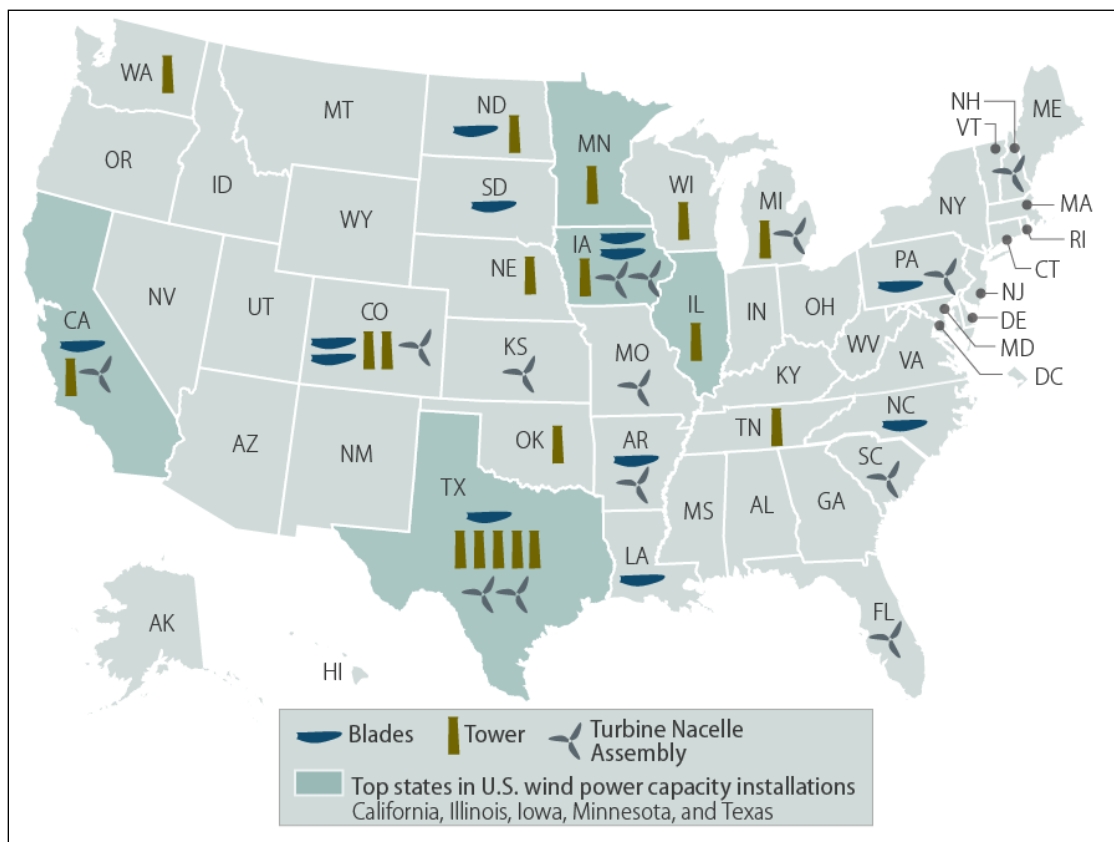 WA
MT
ND
MN
OR
ID
WY
SD
WI
MI
NH
VT
ME
NY
MA
RI
CT
NV
UT
CO
NE
IA
IL
IN
OH
PA
NJ
DE
MD
DC
CA
KS
MO
KY
WV
VA
AZ
NM
OK
AR
TN
NC
SC
TX
LA
MS
AL
GA
FL
AK
HI
Blades
Tower
Turbine Nacelle
Assembly
Top states in U.S. wind power capacity installations
California, Illinois, Iowa, Minnesota, and Texas